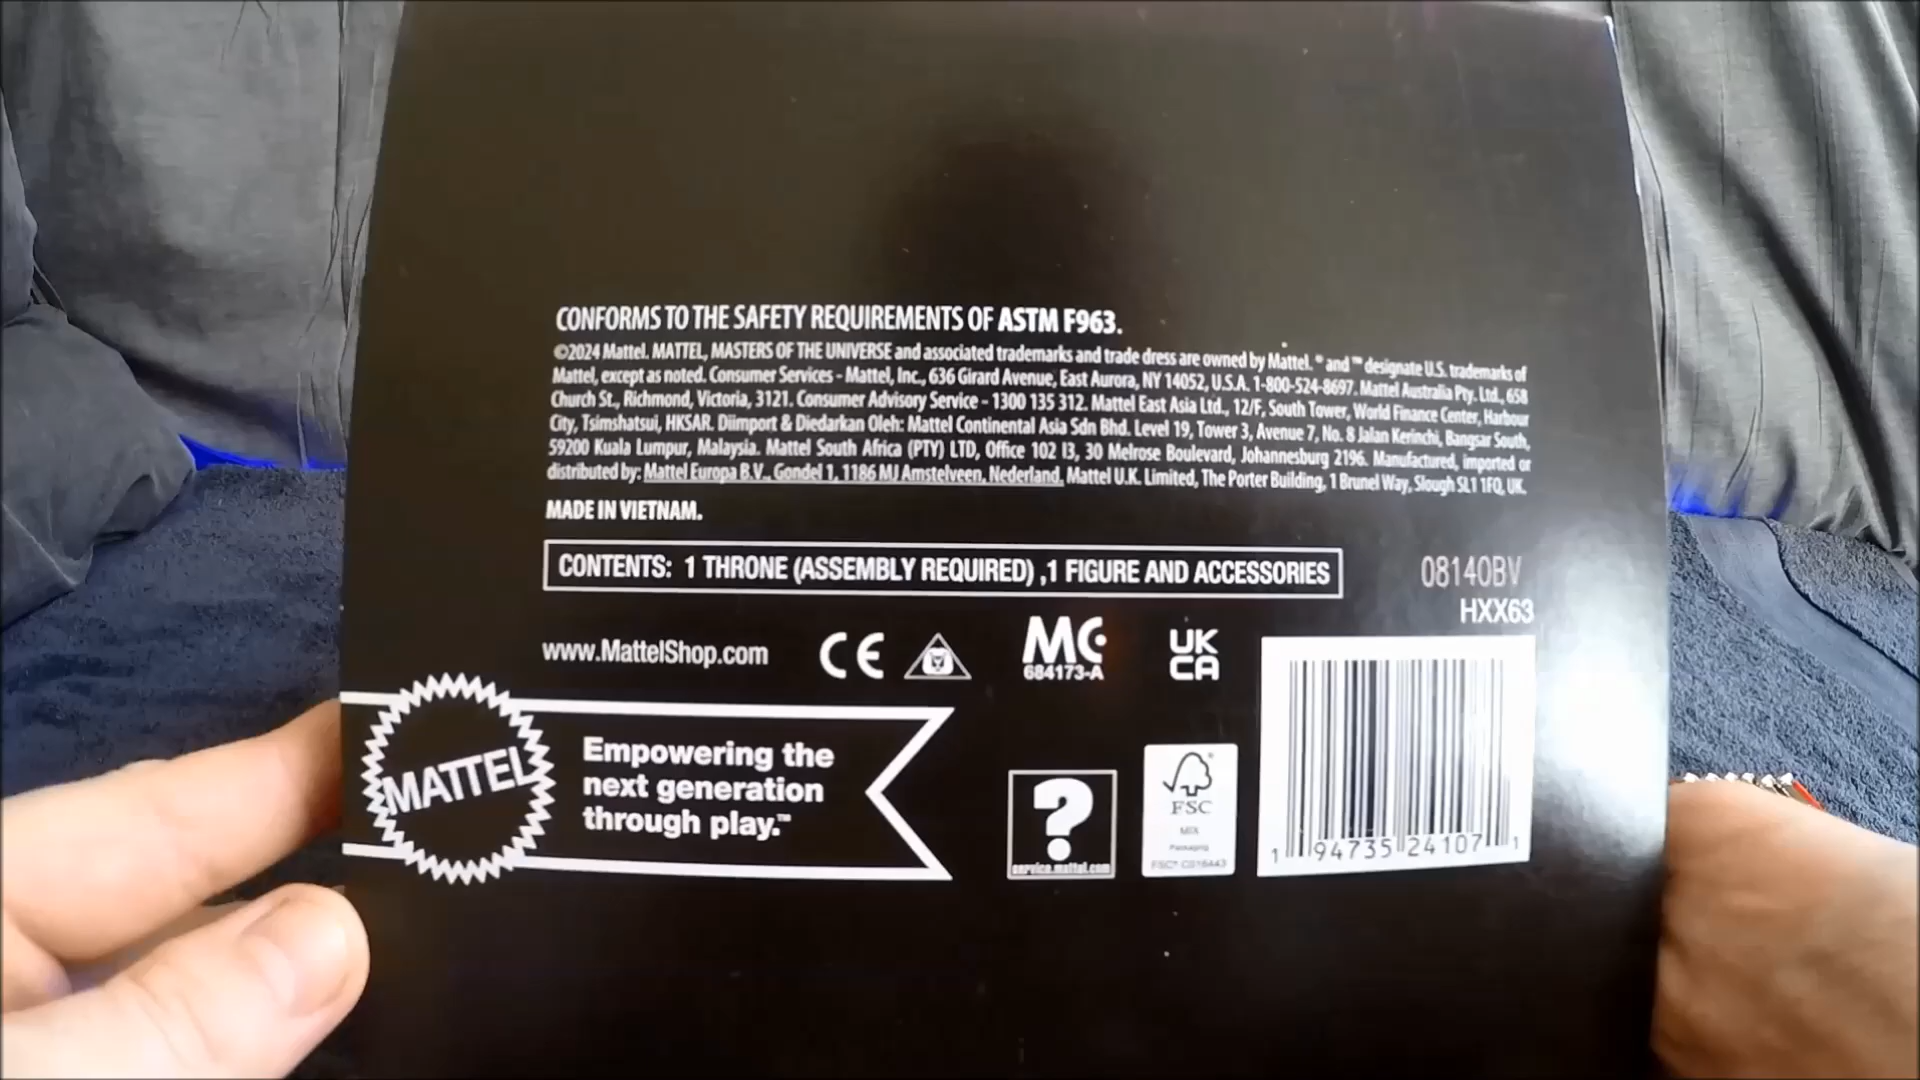 CONFORMS TO THE SAFETY REQUIREMENTS OF ASTM F963.
©2024 Mattel. MATTEL, MASTERS OF THE UNIVERSE and associated trademarks and trade dress are owned by Mattel. ® and ™ designate U.S. trademarks of
Mattel, except as noted. Consumer Services - Mattel, Inc., 636 Girard Avenue, East Aurora, NY 14052, U.S.A. 1-800-524-8697. Mattel Australia Pty. Ltd., 658
Church St., Richmond, Victoria, 3121. Consumer Advisory Service - 1300 135 312. Mattel East Asia Ltd., 12/F, South Tower, World Finance Center, Harbour
City, Tsimshatsui, HKSAR. Diimport & Diedarkan Oleh: Mattel Continental Asia Sdn Bhd. Level 19, Tower 3, Avenue 7, No. 8 Jalan Kerinchi, Bangsar South,
59200 Kuala Lumpur, Malaysia. Mattel South Africa (PTY) LTD, Office 102 I3, 30 Melrose Boulevard, Johannesburg 2196. Manufactured, imported or
distributed by: Mattel Europa B.V., Gondel 1, 1186 MJ Amstelveen, Nederland. Mattel U.K. Limited, The Porter Building, 1 Brunel Way, Slough SL1 1FQ, UK.
MADE IN VIETNAM.
CONTENTS: 1 THRONE (ASSEMBLY REQUIRED) ,1 FIGURE AND ACCESSORIES
08140BV
HXX63
www.MattelShop.com
CE
MC
684173-A
UK
CA
MATTEL
Empowering the
next generation
through play.™
?
service.mattel.com
FSC
MIX
Packaging
FSC® C016443
1 94735 24107 1